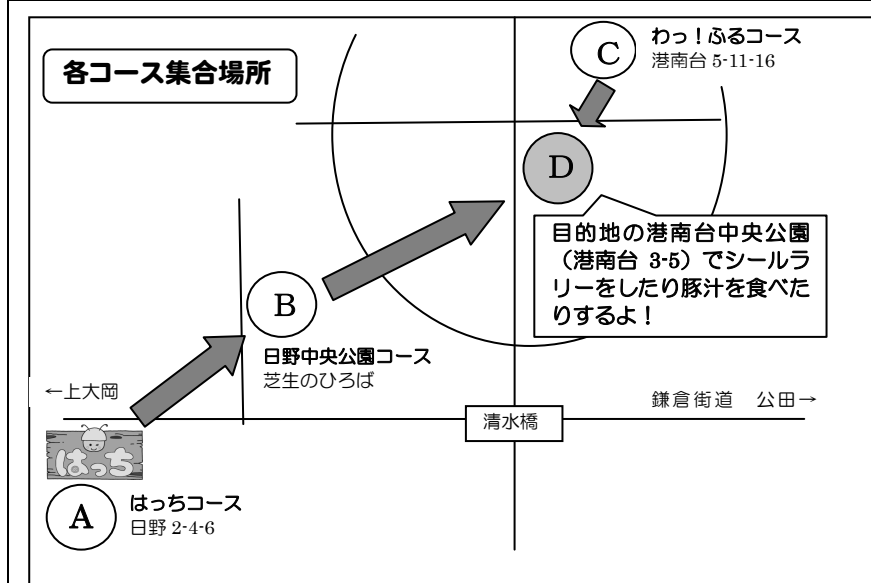 各コース集合場所
C
わっ！ふるコース
港南台 5-11-16
D
目的地の港南台中央公園
（港南台 3-5）でシールラ
リーをしたり豚汁を食べた
りするよ！
B
日野中央公園コース
芝生のひろば
←上大岡
鎌倉街道　公田→
清水橋
はっち
A
はっちコース
日野 2-4-6